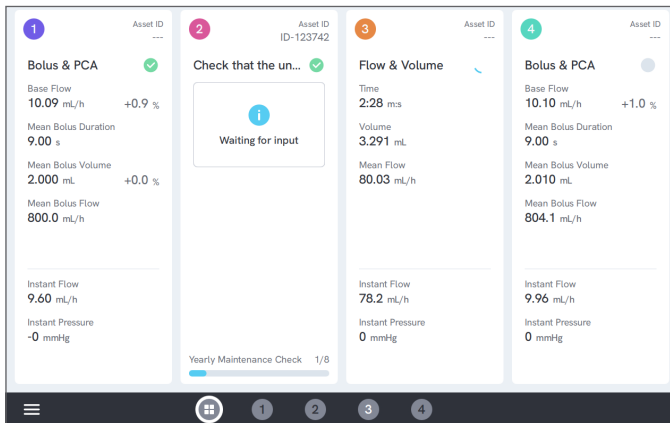 1
Asset ID
---
Bolus & PCA
Base Flow
10.09 mL/h +0.9 %
Mean Bolus Duration
9.00 s
Mean Bolus Volume
2.000 mL +0.0 %
Mean Bolus Flow
800.0 mL/h
Instant Flow
9.60 mL/h
Instant Pressure
-0 mmHg
2
Asset ID
ID-123742
Check that the un...
Waiting for input
Yearly Maintenance Check 1/8
3
Asset ID
---
Flow & Volume
Time
2:28 m:s
Volume
3.291 mL
Mean Flow
80.03 mL/h
Instant Flow
78.2 mL/h
Instant Pressure
0 mmHg
4
Asset ID
---
Bolus & PCA
Base Flow
10.10 mL/h +1.0 %
Mean Bolus Duration
9.00 s
Mean Bolus Volume
2.010 mL
Mean Bolus Flow
804.1 mL/h
Instant Flow
9.96 mL/h
Instant Pressure
0 mmHg
1 2 3 4